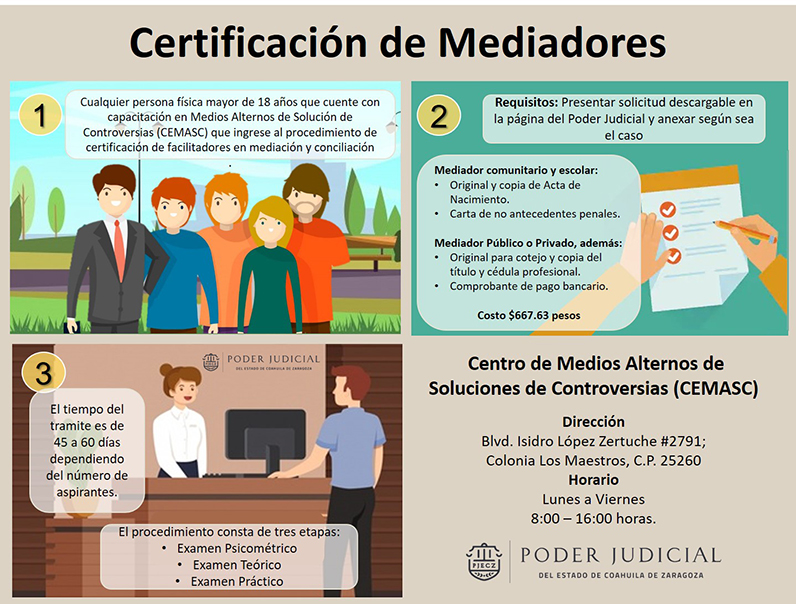 Certificación de Mediadores
1
Cualquier persona física mayor de 18 años que cuente con
capacitación en Medios Alternos de Solución de
Controversias (CEMASC) que ingrese al procedimiento de
certificación de facilitadores en mediación y conciliación
.
2
Requisitos: Presentar solicitud descargable en
la página del Poder Judicial y anexar según sea
el caso
Mediador comunitario y escolar:
• Original y copia de Acta de
Nacimiento.
• Carta de no antecedentes penales.
Mediador Público o Privado, además:
• Original para cotejo y copia del
título y cédula profesional.
• Comprobante de pago bancario.
Costo $667.63 pesos
3
PODER JUDICIAL
DEL ESTADO DE COAHUILA DE ZARAGOZA
El tiempo del
tramite es de
45 a 60 días
dependiendo
del número de
aspirantes.
El procedimiento consta de tres etapas:
• Examen Psicométrico
• Examen Teórico
• Examen Práctico
Centro de Medios Alternos de
Soluciones de Controversias (CEMASC)
Dirección
Blvd. Isidro López Zertuche #2791;
Colonia Los Maestros, C.P. 25260
Horario
Lunes a Viernes
8:00 – 16:00 horas.
PJECZ
PODER JUDICIAL
DEL ESTADO DE COAHUILA DE ZARAGOZA